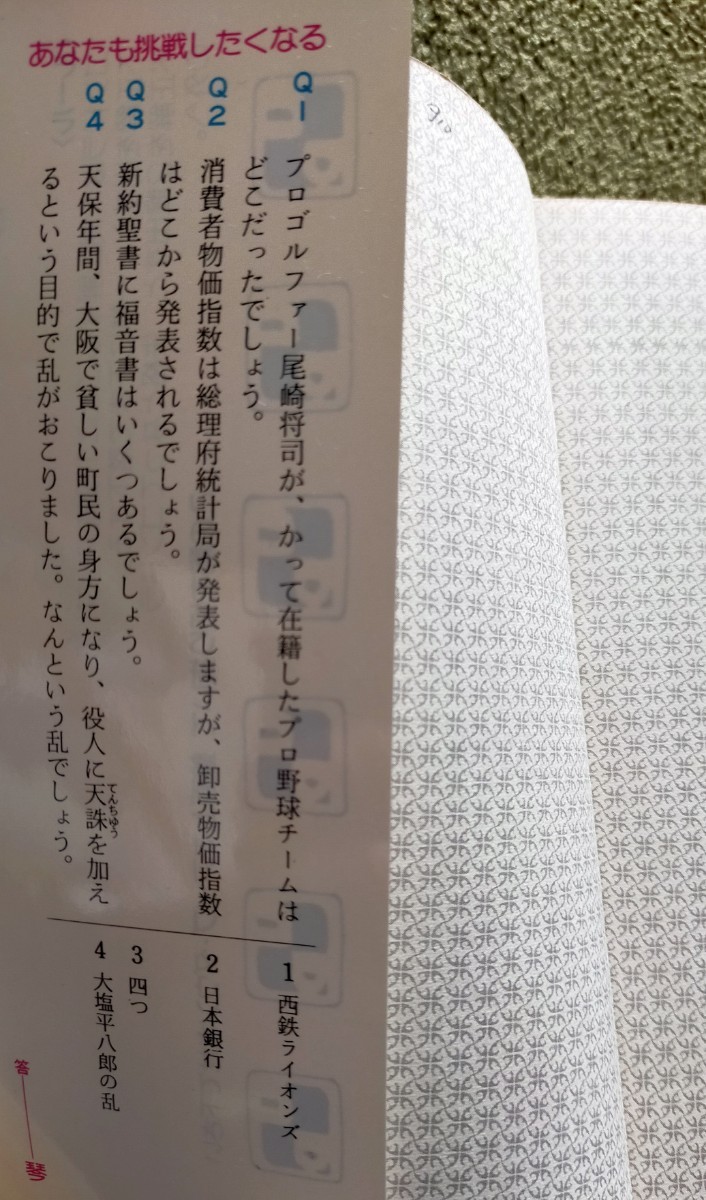 あなたも挑戦したくなる
Q1
プロゴルファー尾崎将司が、かって在籍したプロ野球チームは
どこだったでしょう。
Q2
消費者物価指数は総理府統計局が発表しますが、卸売物価指数
はどこから発表されるでしょう。
Q3
新約聖書に福音書はいくつあるでしょう。
Q4
天保年間、大阪で貧しい町民の身方になり、役人に天誅を加え
てんちゆう
るという目的で乱がおこりました。なんという乱でしょう。
1 西鉄ライオンズ
2 日本銀行
3 四つ
4 大塩平八郎の乱
答